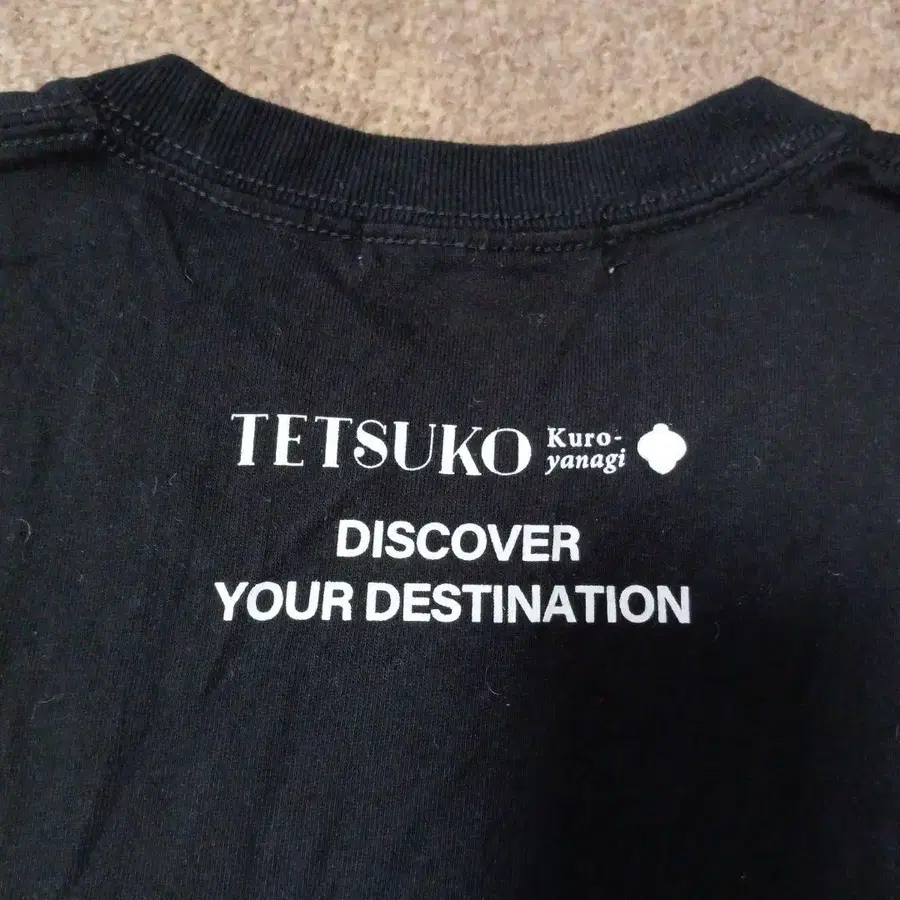 TETSUKO Kuro-
yanagi
DISCOVER
YOUR DESTINATION